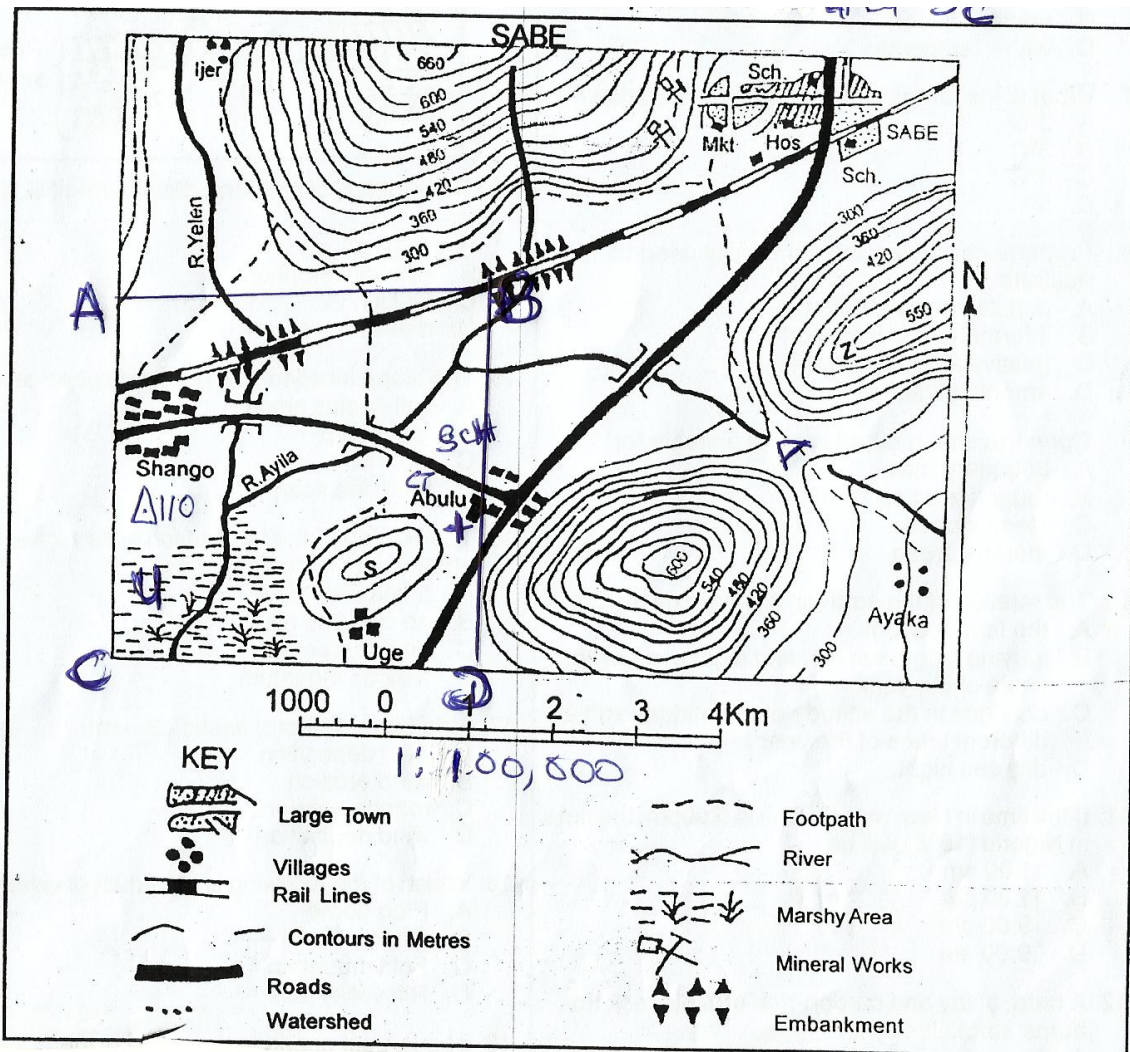 SABE
Ijer
660
600
540
480
420
360
300
Sch.
Mkt
Hos
SABE
Sch.
300
360
420
550
Z
N
R.Yelen
A
B
Shango
R.Ayila
SCH
CT
Abulu
+
110
U
S
Uge
C
D
600
540
480
420
360
300
Ayaka
1000 0 1 2 3 4Km
1:100,000
KEY
Large Town
Villages
Rail Lines
Contours in Metres
Roads
Watershed
Footpath
River
Marshy Area
Mineral Works
Embankment